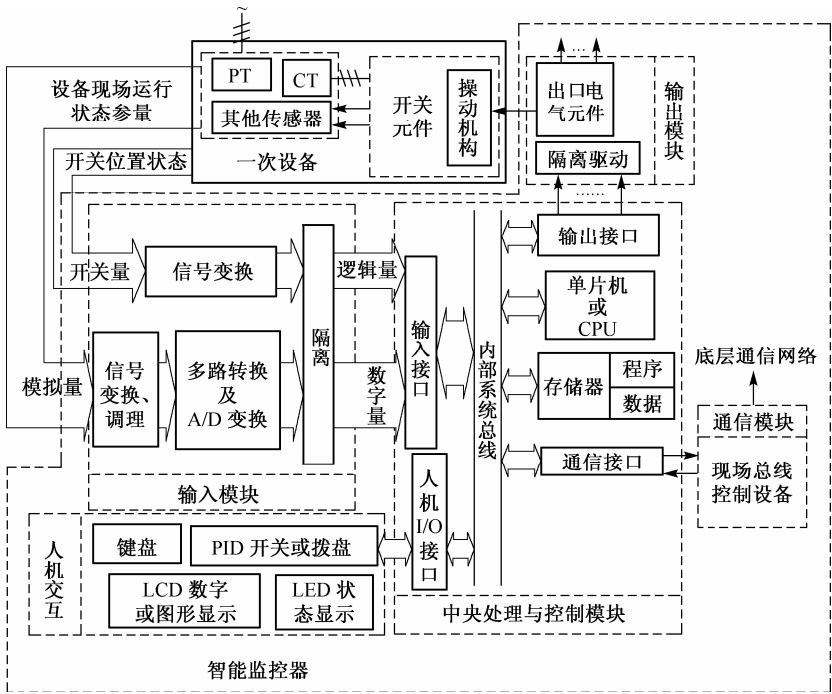 ~
PT
CT
其他传感器
一次设备
开关
元件
操动机构
出口电
气元件
隔离驱动
输出模块
...
......
设备现场运行
状态参量
开关位置状态
开关量
信号变换
隔离
逻辑量
模拟量
信号
变换、
调理
多路转换
及
A/D 变换
数字量
输入模块
输入接口
人机
I/O
接口
内部系统总线
输出接口
单片机
或
CPU
存储器
程序
数据
通信接口
中央处理与控制模块
底层通信网络
通信模块
现场总线
控制设备
人机交互
键盘
PID 开关或拨盘
LCD 数字
或图形显示
LED 状
态显示
智能监控器